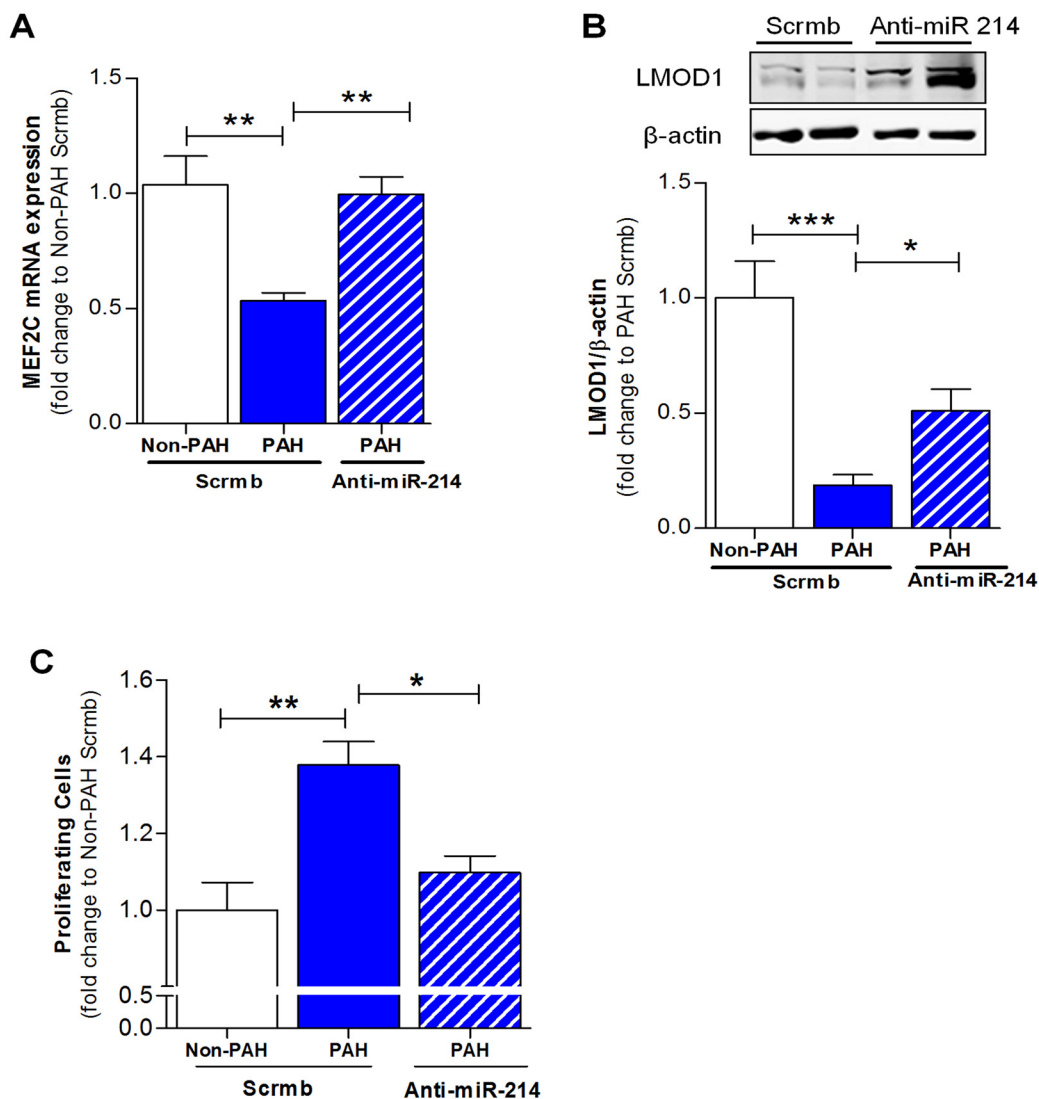 A
MEF2C mRNA expression
(fold change to Non-PAH Scrmb)
1.5
1.0
0.5
0.0
**
**
Non-PAH PAH PAH
Scrmb Anti-miR-214
B
Scrmb Anti-miR 214
LMOD1
β-actin
LMOD1/β-actin
(fold change to PAH Scrmb)
1.5
1.0
0.5
0.0
***
*
Non-PAH PAH PAH
Scrmb Anti-miR-214
C
Proliferating Cells
(fold change to Non-PAH Scrmb)
1.6
1.4
1.2
1.0
0.5
0.0
**
*
Non-PAH PAH PAH
Scrmb Anti-miR-214